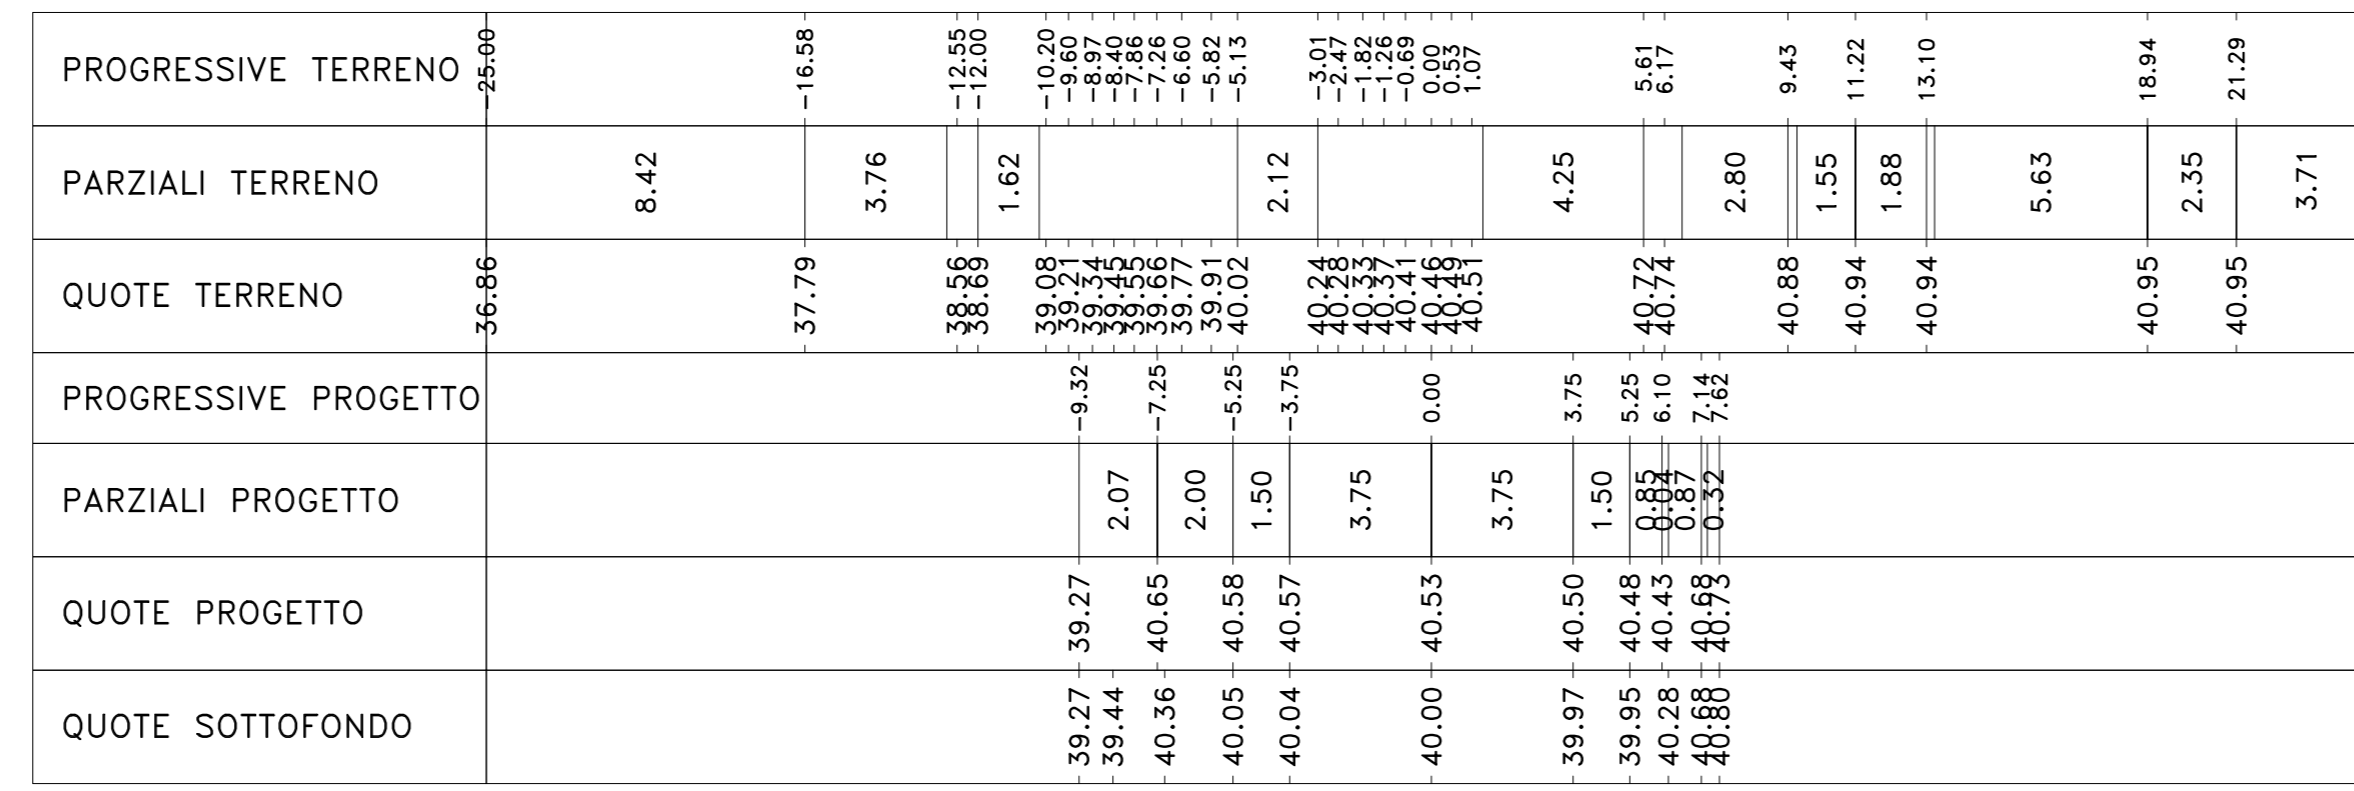 PROGRESSIVE TERRENO -25.00 -16.58 -12.55 -12.00 -10.20 -9.60 -8.97 -8.40 -7.86 -7.26 -6.60 -5.82 -5.13 -3.01 -2.47 -1.82 -1.26 -0.69 0.00 0.53 1.07 5.61 6.17 9.43 11.22 13.10 18.94 21.29
PARZIALI TERRENO 8.42 3.76 1.62 2.12 4.25 2.80 1.55 1.88 5.63 2.35 3.71
QUOTE TERRENO 36.86 37.79 38.56 38.69 39.08 39.21 39.34 39.45 39.55 39.66 39.77 39.91 40.02 40.24 40.28 40.33 40.37 40.41 40.46 40.49 40.51 40.72 40.74 40.88 40.94 40.94 40.95 40.95
PROGRESSIVE PROGETTO -9.32 -7.25 -5.25 -3.75 0.00 3.75 5.25 6.10 7.14 7.62
PARZIALI PROGETTO 2.07 2.00 1.50 3.75 3.75 1.50 0.85 0.04 0.87 0.32
QUOTE PROGETTO 39.27 40.65 40.58 40.57 40.53 40.50 40.48 40.43 40.68 40.73
QUOTE SOTTOFONDO 39.27 39.44 40.36 40.05 40.04 40.00 39.97 39.95 40.28 40.68 40.80